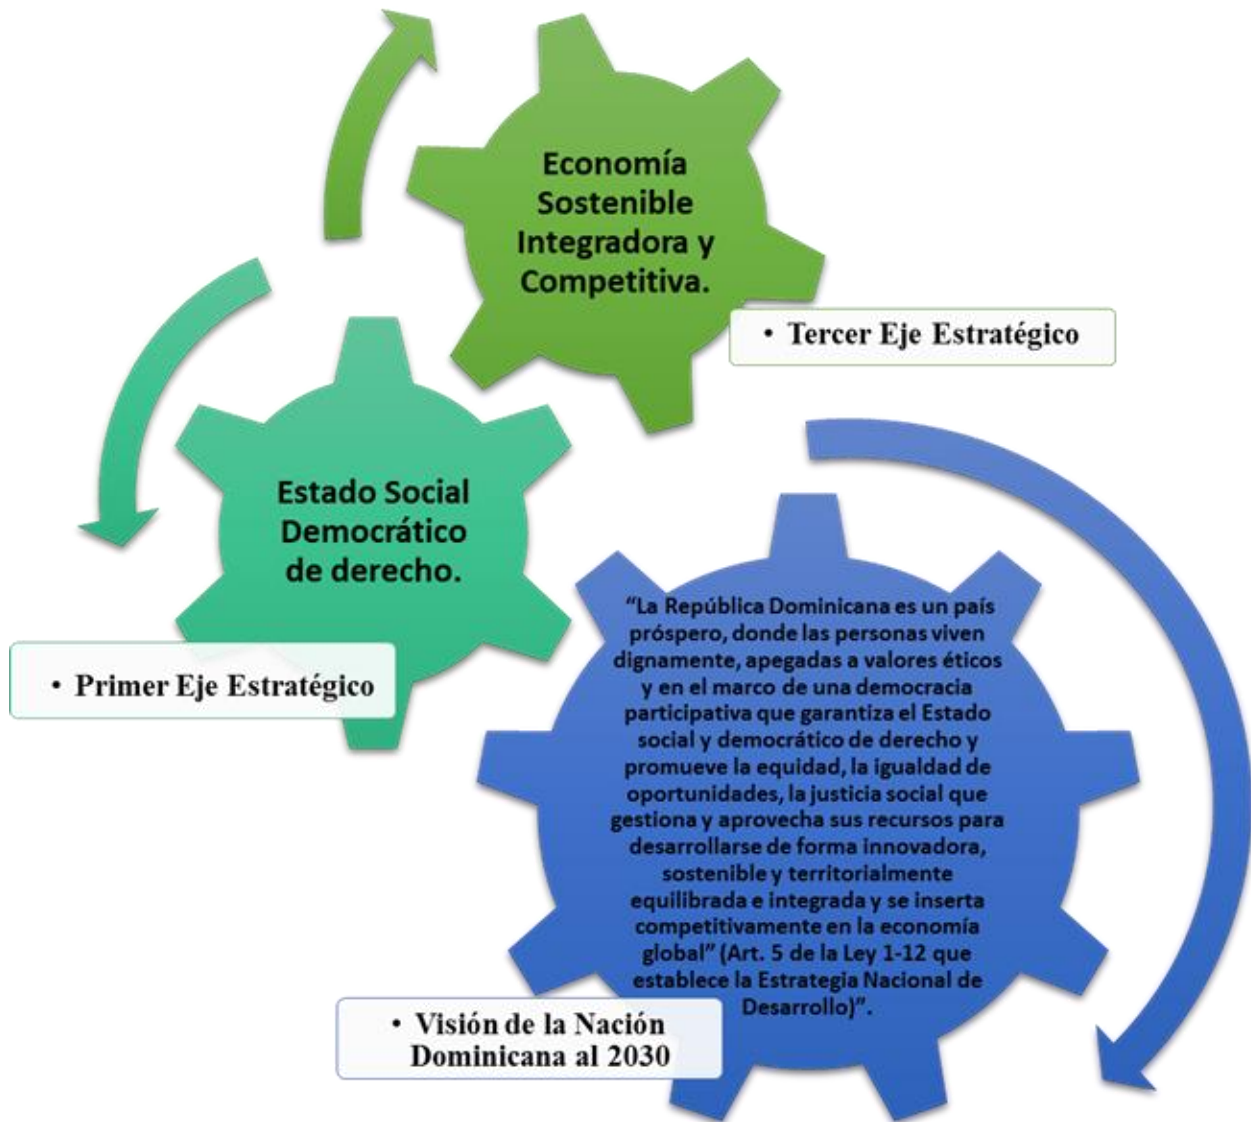 Economía
Sostenible
Integradora y
Competitiva.
• Tercer Eje Estratégico
Estado Social
Democrático
de derecho.
• Primer Eje Estratégico
“La República Dominicana es un país
próspero, donde las personas viven
dignamente, apegadas a valores éticos
y en el marco de una democracia
participativa que garantiza el Estado
social y democrático de derecho y
promueve la equidad, la igualdad de
oportunidades, la justicia social que
gestiona y aprovecha sus recursos para
desarrollarse de forma innovadora,
sostenible y territorialmente
equilibrada e integrada y se inserta
competitivamente en la economía
global” (Art. 5 de la Ley 1-12 que
establece la Estrategia Nacional de
Desarrollo)”.
• Visión de la Nación
Dominicana al 2030